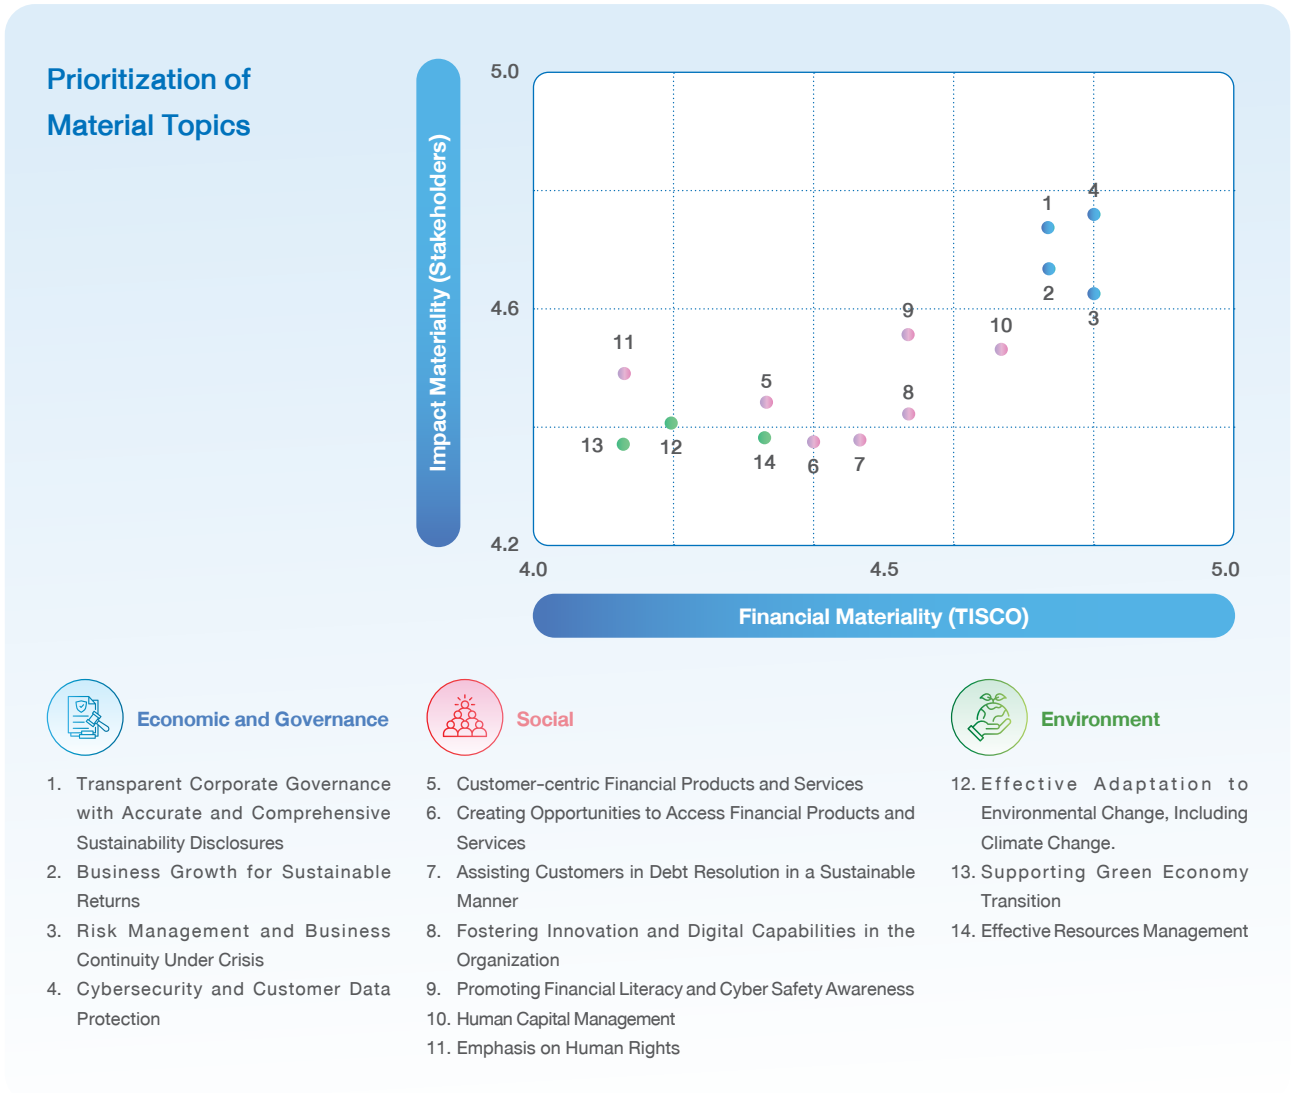 Prioritization of
Material Topics
Impact Materiality (Stakeholders)
5.0
4.6
4.2
4
1
2
3
9
10
11
5
8
13
12
14
6
7
4.0
4.5
5.0
Financial Materiality (TISCO)
Economic and Governance
1. Transparent Corporate Governance
with Accurate and Comprehensive
Sustainability Disclosures
2. Business Growth for Sustainable
Returns
3. Risk Management and Business
Continuity Under Crisis
4. Cybersecurity and Customer Data
Protection
Social
5. Customer-centric Financial Products and Services
6. Creating Opportunities to Access Financial Products and
Services
7. Assisting Customers in Debt Resolution in a Sustainable
Manner
8. Fostering Innovation and Digital Capabilities in the
Organization
9. Promoting Financial Literacy and Cyber Safety Awareness
10. Human Capital Management
11. Emphasis on Human Rights
Environment
12. Effective Adaptation to
Environmental Change, Including
Climate Change.
13. Supporting Green Economy
Transition
14. Effective Resources Management